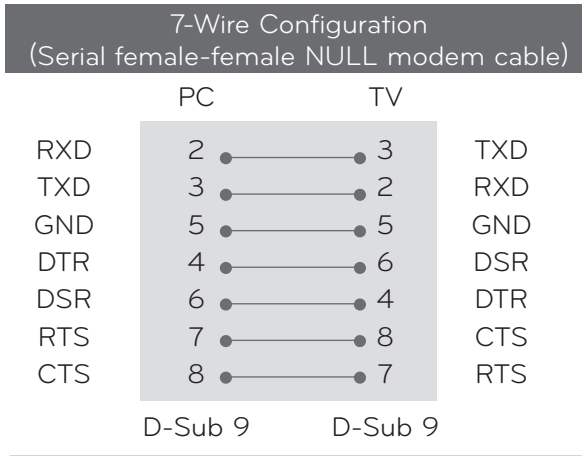 7-Wire Configuration
(Serial female-female NULL modem cable)
PC TV
RXD 2 3 TXD
TXD 3 2 RXD
GND 5 5 GND
DTR 4 6 DSR
DSR 6 4 DTR
RTS 7 8 CTS
CTS 8 7 RTS
D-Sub 9 D-Sub 9